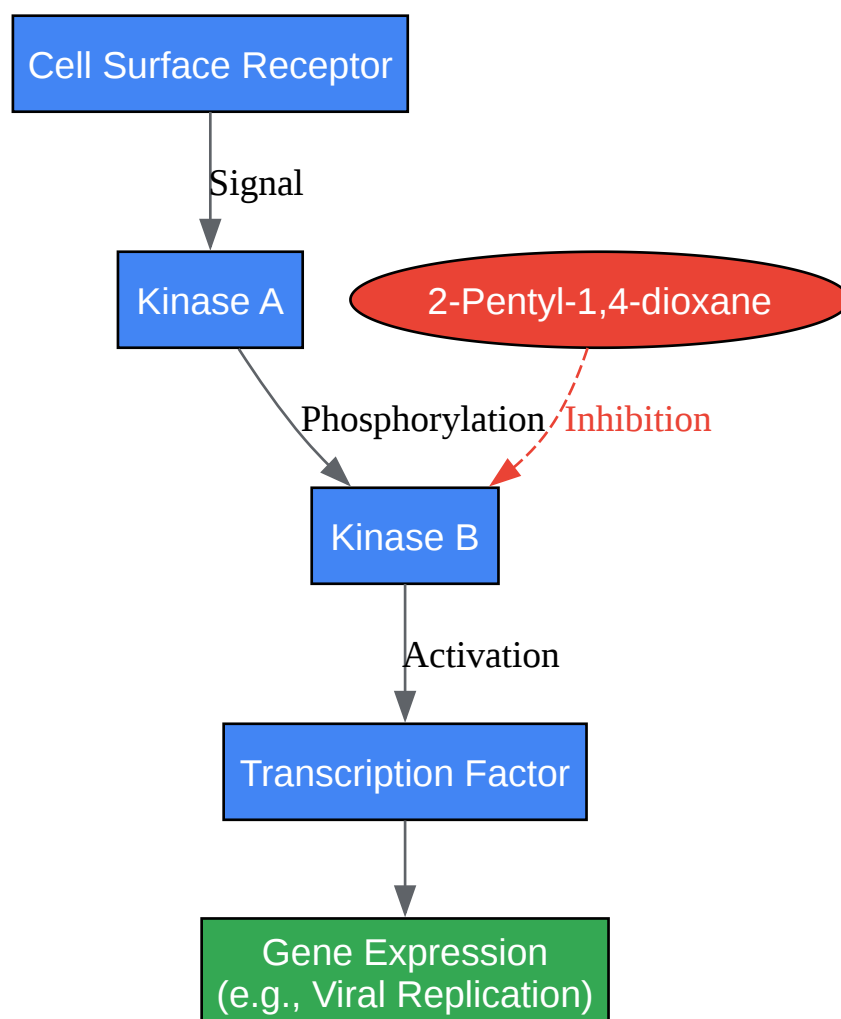 Cell Surface Receptor
Signal
Kinase A
2-Pentyl-1,4-dioxane
Phosphorylation
Inhibition
Kinase B
Activation
Transcription Factor
Gene Expression
(e.g., Viral Replication)